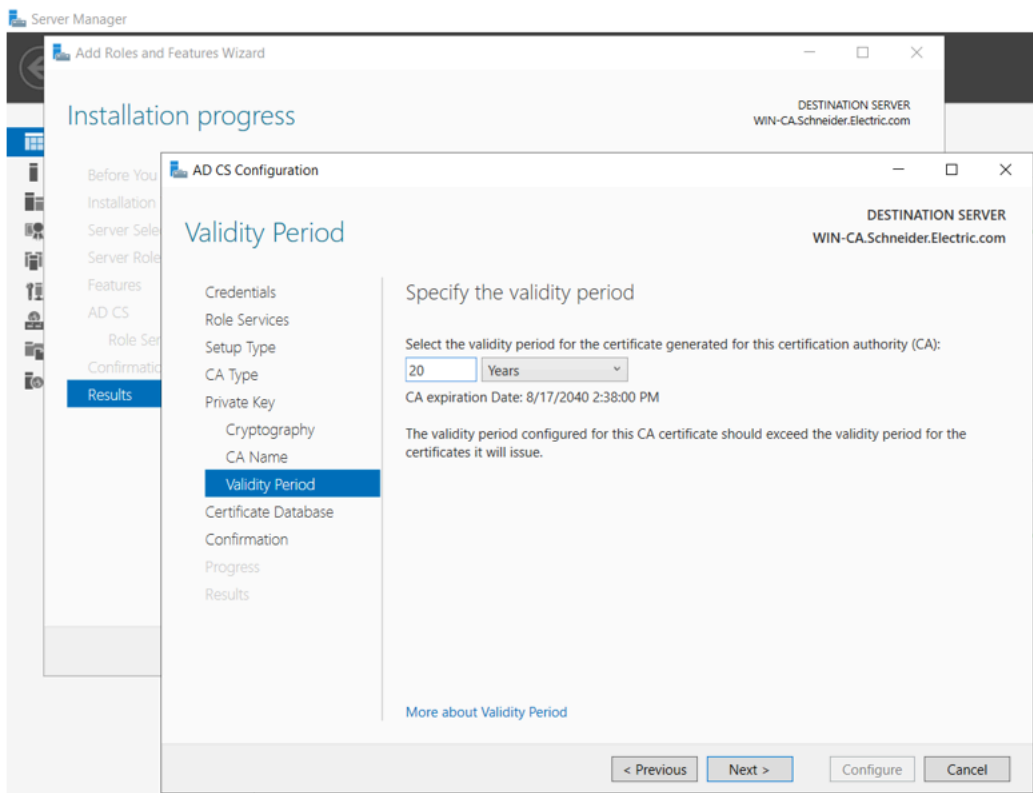 Server Manager
Add Roles and Features Wizard
Installation progress
DESTINATION SERVER
WIN-CA.Schneider.Electric.com
Before You
Installation
Server Sele
Server Role
Features
AD CS
Role Ser
Confirmatio
Results
AD CS Configuration
Validity Period
DESTINATION SERVER
WIN-CA.Schneider.Electric.com
Credentials
Role Services
Setup Type
CA Type
Private Key
Cryptography
CA Name
Validity Period
Certificate Database
Confirmation
Progress
Results
Specify the validity period
Select the validity period for the certificate generated for this certification authority (CA):
20 Years
CA expiration Date: 8/17/2040 2:38:00 PM
The validity period configured for this CA certificate should exceed the validity period for the
certificates it will issue.
More about Validity Period
< Previous Next > Configure Cancel